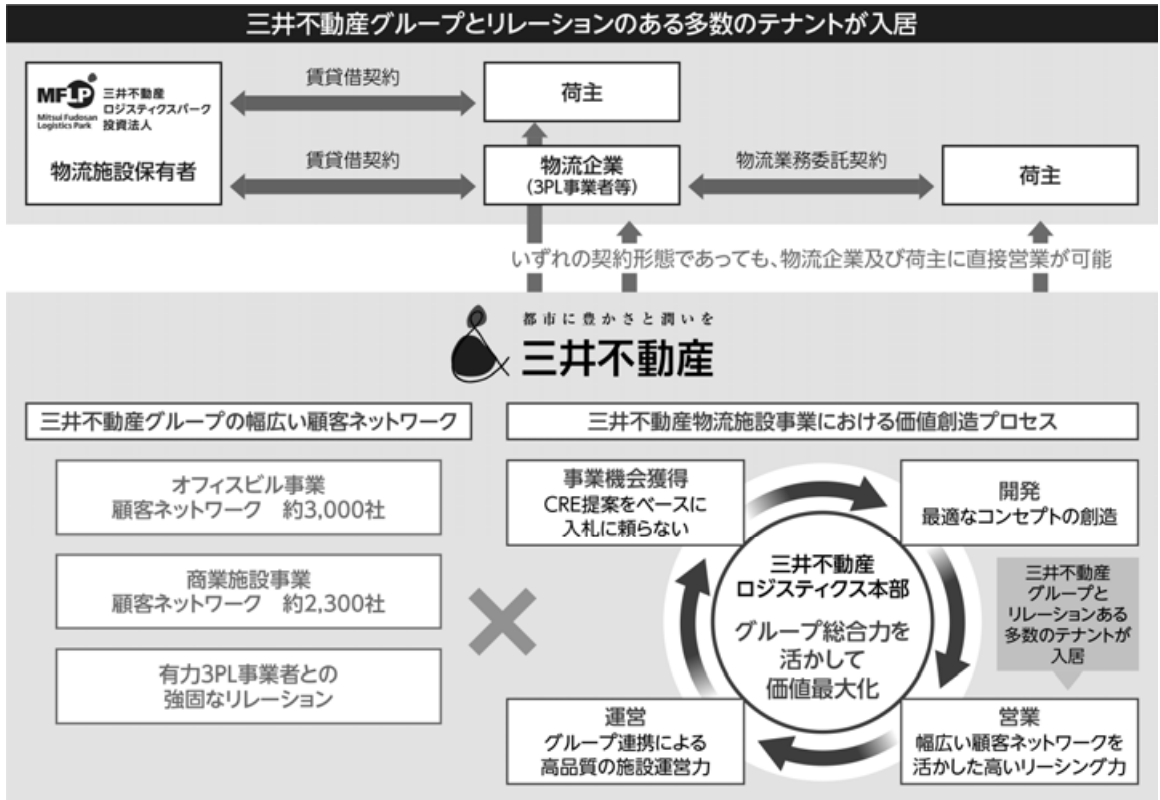 三井不動産グループとリレーションのある多数のテナントが入居
MFLP
Mitsui Fudosan
Logistics Park
三井不動産
ロジスティクスパーク
投資法人
物流施設保有者
賃貸借契約
荷主
賃貸借契約
物流企業
(3PL事業者等)
物流業務委託契約
荷主
いずれの契約形態であっても、物流企業及び荷主に直接営業が可能
都市に豊かさと潤いを
三井不動産
三井不動産グループの幅広い顧客ネットワーク
オフィスビル事業
顧客ネットワーク 約3,000社
商業施設事業
顧客ネットワーク 約2,300社
有力3PL事業者との
強固なリレーション
三井不動産物流施設事業における価値創造プロセス
事業機会獲得
CRE提案をベースに
入札に頼らない
開発
最適なコンセプトの創造
三井不動産
ロジスティクス本部
グループ総合力を
活かして
価値最大化
三井不動産
グループと
リレーションある
多数のテナントが
入居
運営
グループ連携による
高品質の施設運営力
営業
幅広い顧客ネットワークを
活かした高いリーシング力